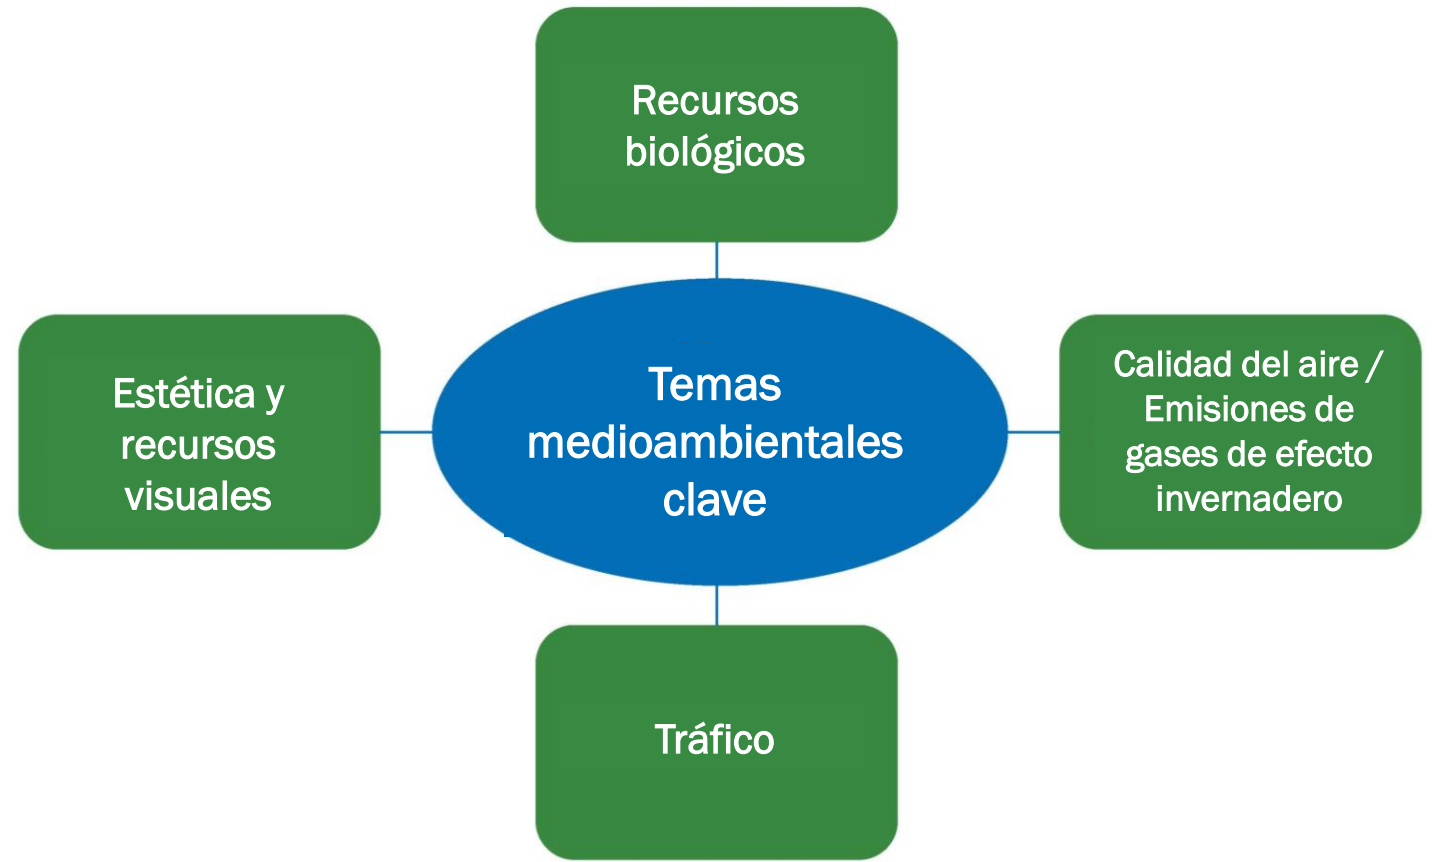 Recursos
biológicos
Estética y
recursos
visuales
Temas
medioambientales
clave
Calidad del aire /
Emisiones de
gases de efecto
invernadero
Tráfico